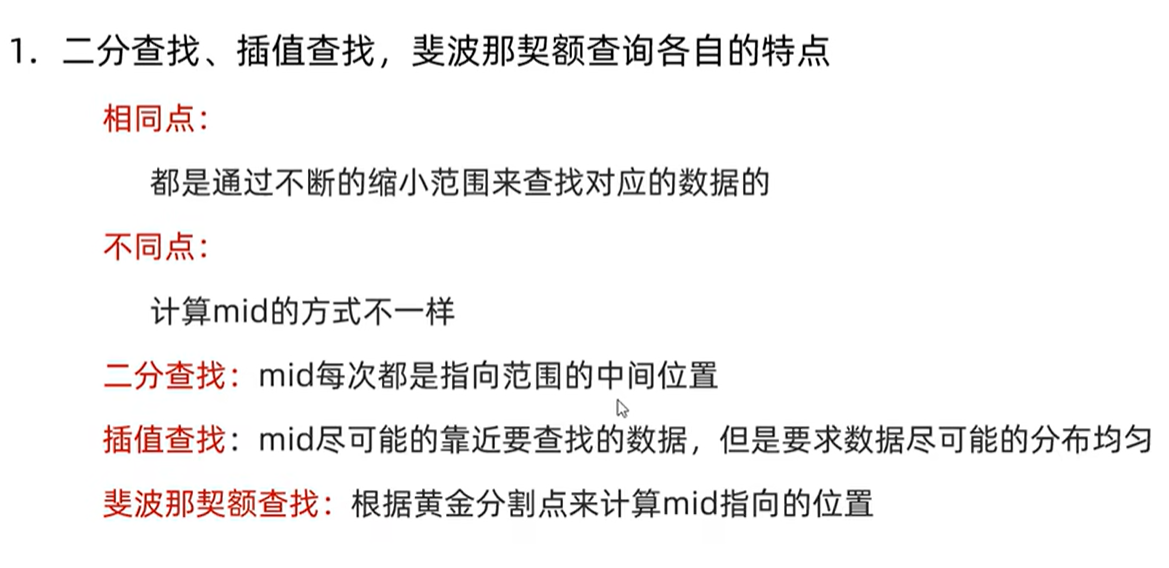 1. 二分查找、插值查找，斐波那契额查询各自的特点
相同点：
都是通过不断的缩小范围来查找对应的数据的
不同点：
计算mid的方式不一样
二分查找：mid每次都是指向范围的中间位置
插值查找：mid尽可能的靠近要查找的数据，但是要求数据尽可能的分布均匀
斐波那契额查找：根据黄金分割点来计算mid指向的位置